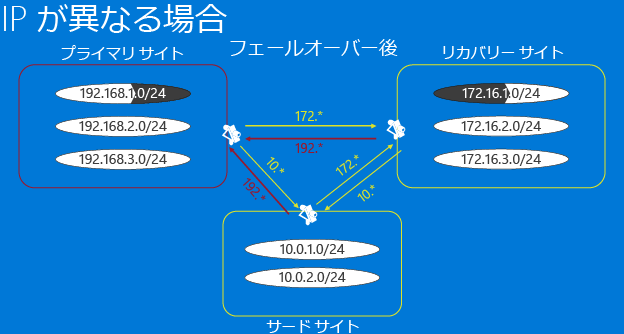 IP が異なる場合
フェールオーバー後
プライマリ サイト
リカバリー サイト
192.168.1.0/24
192.168.2.0/24
192.168.3.0/24
172.16.1.0/24
172.16.2.0/24
172.16.3.0/24
172.*
192.*
10.*
192.*
172.*
10.*
10.0.1.0/24
10.0.2.0/24
サード サイト